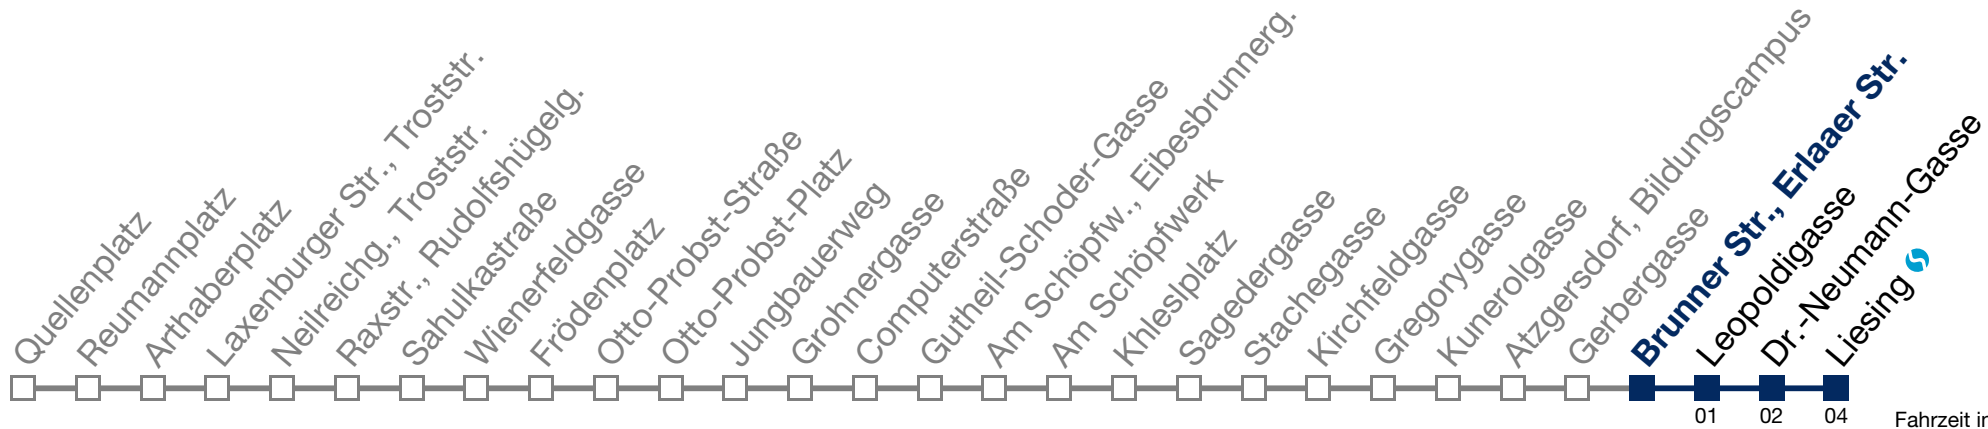 Quellenplatz
Reumannplatz
Arthaberplatz
Laxenburger Str., Troststr.
Neilreichg., Troststr.
Raxstr., Rudolfshügelg.
Sahulkastraße
Wienerfeldgasse
Frödenplatz
Otto-Probst-Straße
Otto-Probst-Platz
Jungbauerweg
Grohnergasse
Computerstraße
Gutheil-Schoder-Gasse
Am Schöpfw., Eibesbrunnerg.
Am Schöpfwerk
Khleslplatz
Sagedergasse
Stachegasse
Kirchfeldgasse
Gregorygasse
Kunerolgasse
Atzgersdorf, Bildungscampus
Gerbergasse
Brunner Str., Erlaaer Str.
Leopoldigasse
Dr.-Neumann-Gasse
Liesing
01 02 04
Fahrzeit